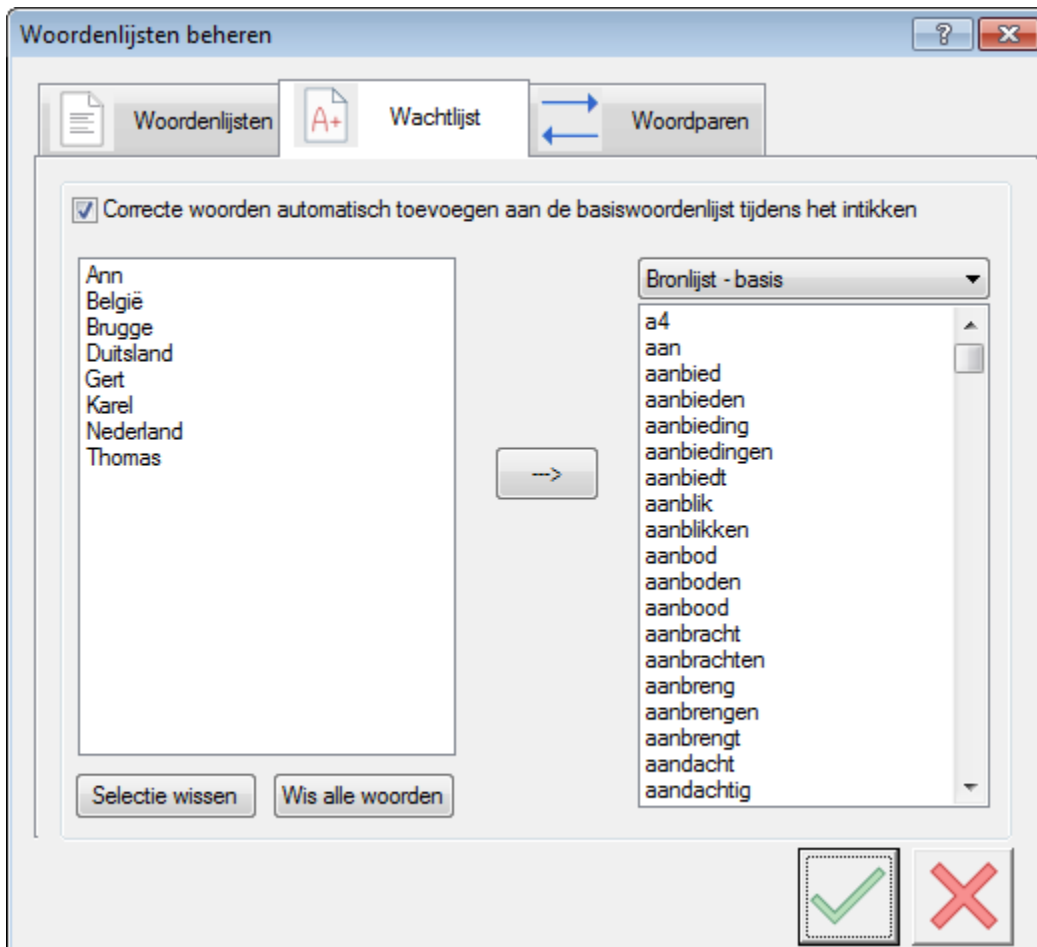 Woordenlijsten beheren
?
Woordenlijsten
A+
Wachtlijst
Woordparen
Correcte woorden automatisch toevoegen aan de basiswoordenlijst tijdens het intikken
Ann
België
Brugge
Duitsland
Gert
Karel
Nederland
Thomas
--->
Bronlijst - basis
a4
aan
aanbied
aanbieden
aanbieding
aanbiedingen
aanbiedt
aanblik
aanblikken
aanbod
aanboden
aanbood
aanbracht
aanbrachten
aanbreng
aanbrengen
aanbrengt
aandacht
aandachtig
Selectie wissen
Wis alle woorden